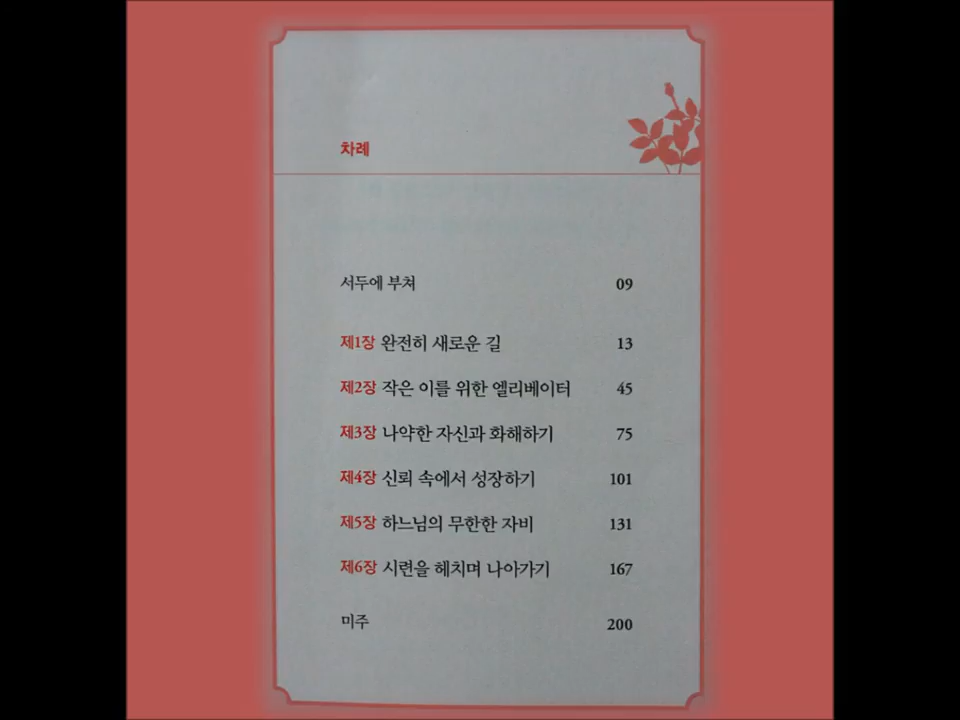 차례
서두에 부쳐 09
제1장 완전히 새로운 길 13
제2장 작은 이를 위한 엘리베이터 45
제3장 나약한 자신과 화해하기 75
제4장 신뢰 속에서 성장하기 101
제5장 하느님의 무한한 자비 131
제6장 시련을 헤치며 나아가기 167
미주 200